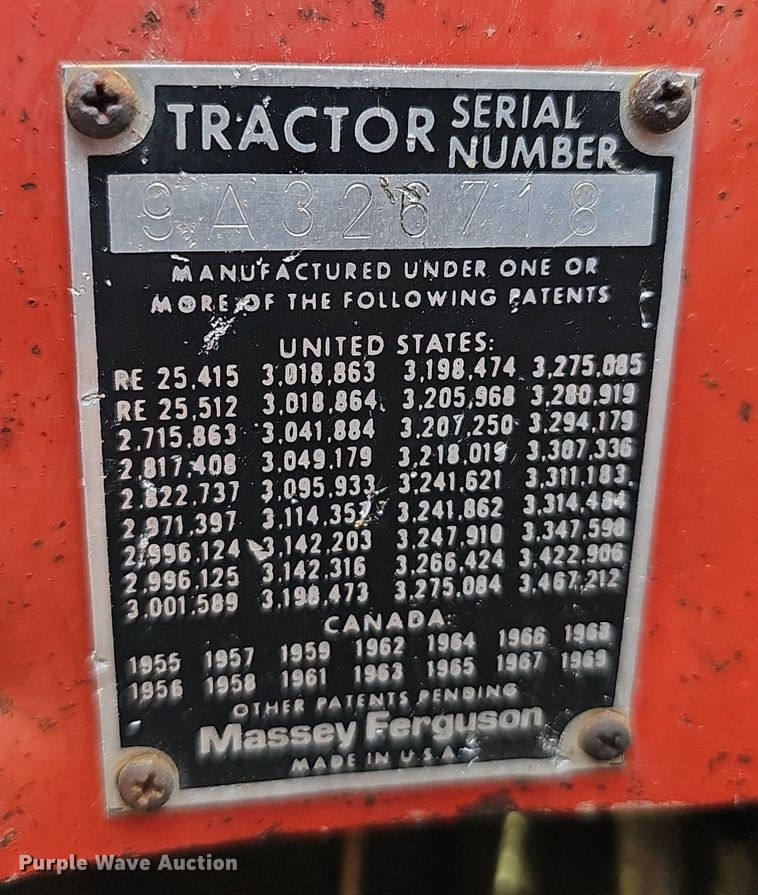 TRACTOR SERIAL NUMBER
9A326718
MANUFACTURED UNDER ONE OR
MORE OF THE FOLLOWING PATENTS
UNITED STATES:
RE 25,415 3,018,863 3,198,474 3,275,085
RE 25,512 3,018,864 3,205,968 3,280,919
2,715,863 3,041,884 3,207,250 3,294,179
2,817,408 3,049,179 3,218,019 3,307,336
2,822,737 3,095,933 3,241,621 3,311,183
2,971,397 3,114,357 3,241,862 3,314,484
2,996,124 3,142,203 3,247,910 3,347,598
2,996,125 3,142,316 3,266,424 3,422,906
3,001,589 3,198,473 3,275,084 3,467,212
CANADA:
1955 1957 1959 1962 1964 1966 1968
1956 1958 1961 1963 1965 1967 1969
OTHER PATENTS PENDING
Massey Ferguson
MADE IN U.S.A.
Purple Wave Auction